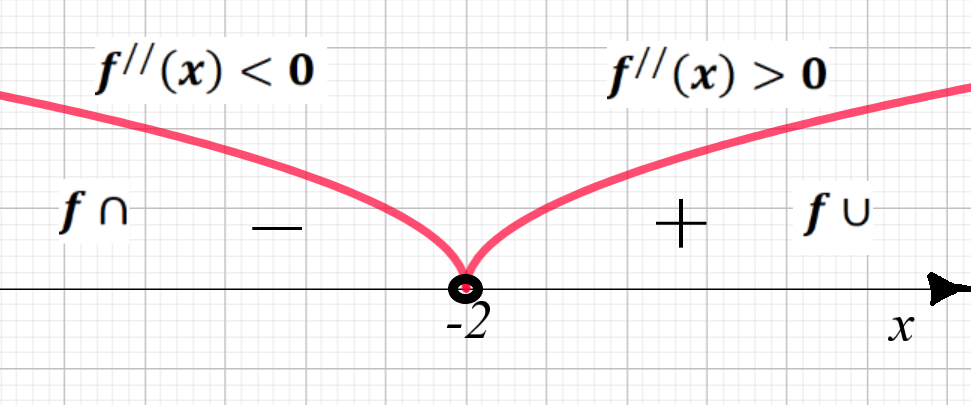 f//(x) < 0
f//(x) > 0
f ∩
−
+
f ∪
-2
x